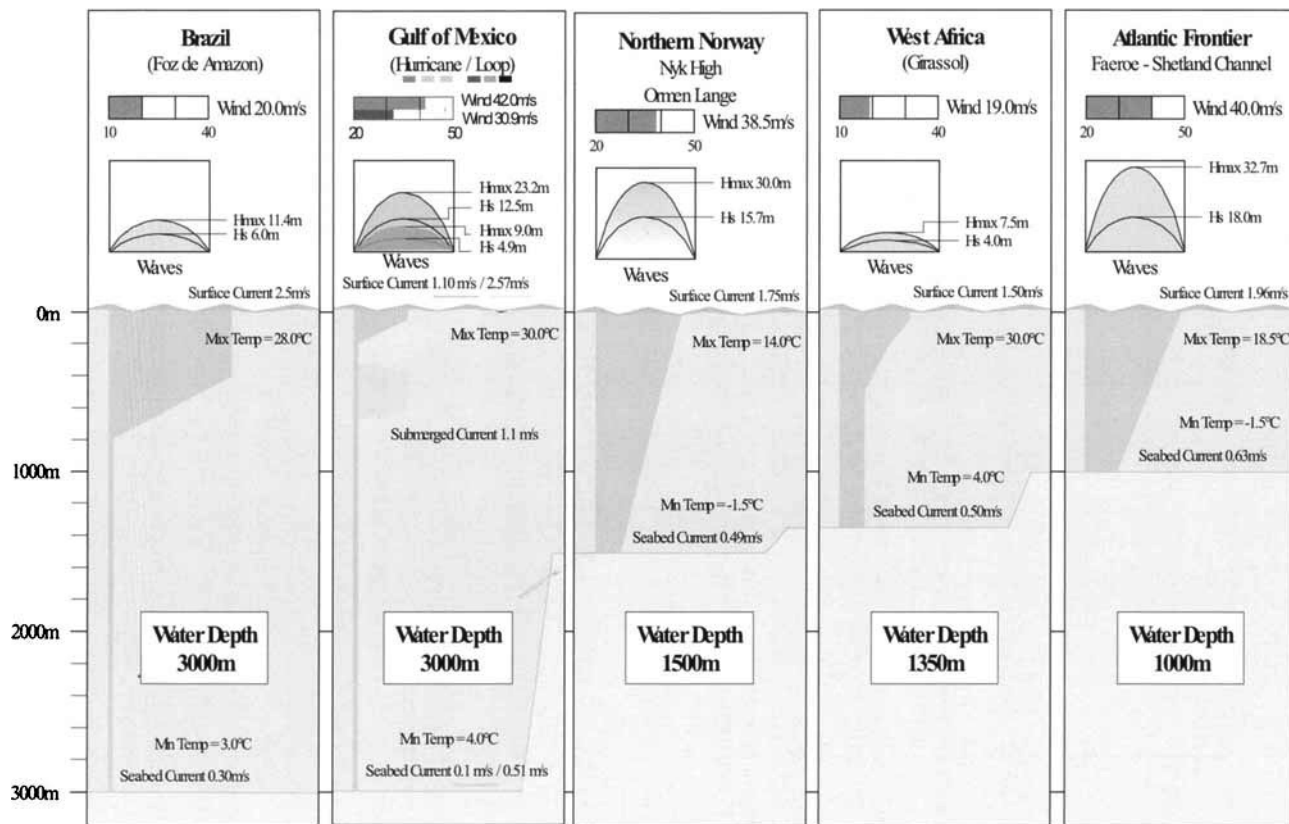 Brazil
(Foz de Amazon)
Wind 20.0m/s
10 40
Hmax 11.4m
Hs 6.0m
Waves
Surface Current 2.5m/s
Max Temp = 28.0°C
Water Depth
3000m
Min Temp = 3.0°C
Seabed Current 0.30m/s
Gulf of Mexico
(Hurricane / Loop)
Wind 42.0m/s
Wind 30.9m/s
20 50
Hmax 23.2m
Hs 12.5m
Hmax 9.0m
Hs 4.9m
Waves
Surface Current 1.10 m/s / 2.57m/s
Max Temp = 30.0°C
Submerged Current 1.1 m/s
Water Depth
3000m
Min Temp = 4.0°C
Seabed Current 0.1 m/s / 0.51 m/s
Northern Norway
Nyk High
Ormen Lange
Wind 38.5m/s
20 50
Hmax 30.0m
Hs 15.7m
Waves
Surface Current 1.75m/s
Max Temp = 14.0°C
Min Temp = -1.5°C
Seabed Current 0.49m/s
Water Depth
1500m
West Africa
(Girassol)
Wind 19.0m/s
10 40
Hmax 7.5m
Hs 4.0m
Waves
Surface Current 1.50m/s
Max Temp = 30.0°C
Min Temp = 4.0°C
Seabed Current 0.50m/s
Water Depth
1350m
Atlantic Frontier
Faeroe - Shetland Channel
Wind 40.0m/s
20 50
Hmax 32.7m
Hs 18.0m
Waves
Surface Current 1.96m/s
Max Temp = 18.5°C
Min Temp = -1.5°C
Seabed Current 0.63m/s
Water Depth
1000m
0m
1000m
2000m
3000m